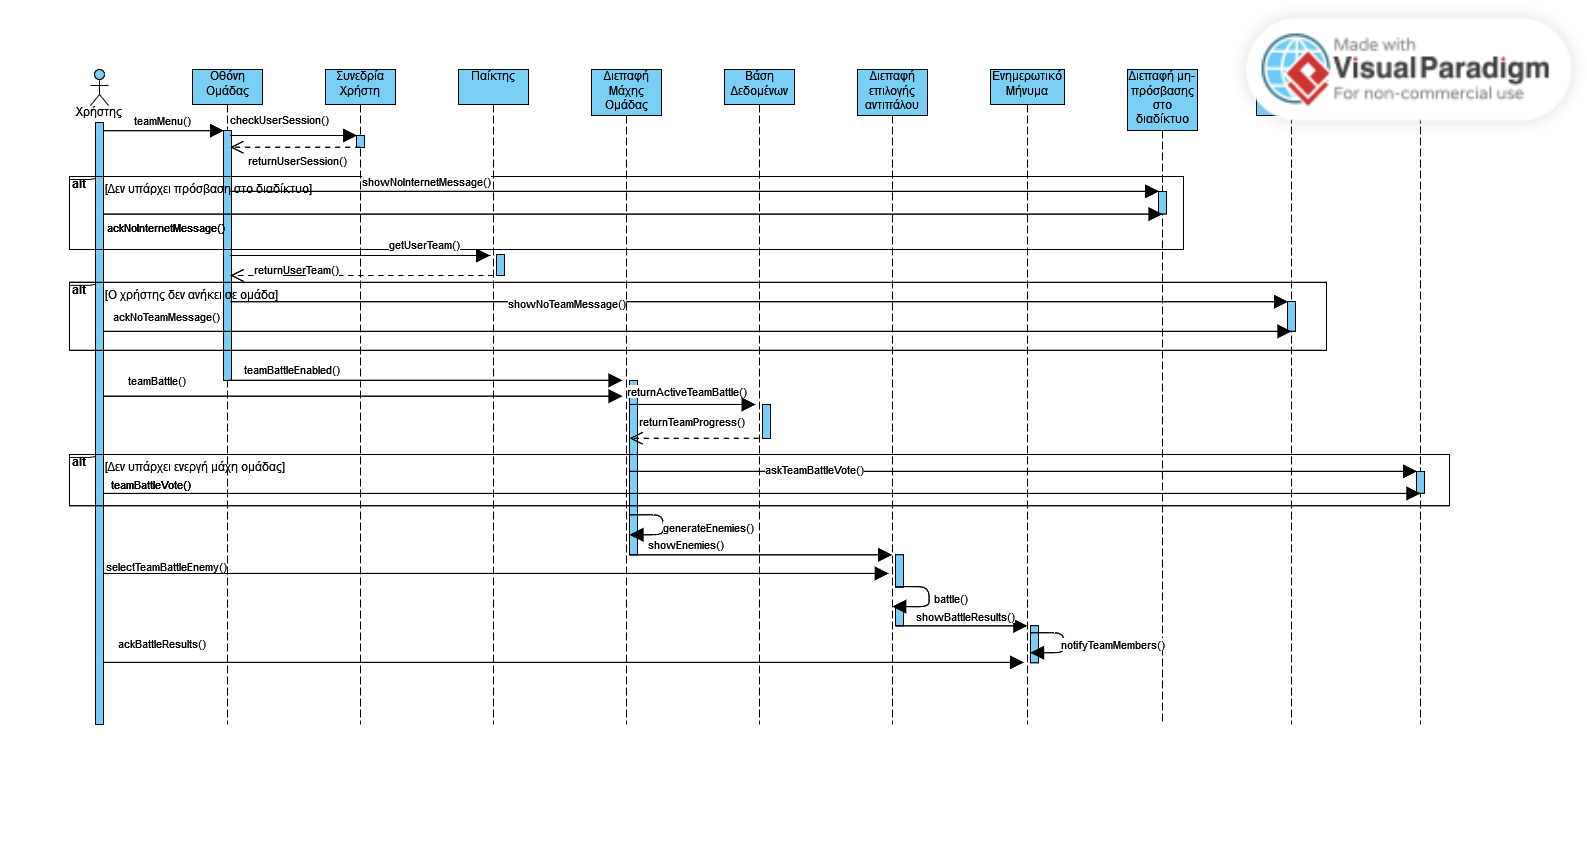 Made with
Visual Paradigm
For non-commercial use
Χρήστης
Οθόνη
Ομάδας
Συνεδρία
Χρήστη
Παίκτης
Διεπαφή
Μάχης
Ομάδας
Βάση
Δεδομένων
Διεπαφή
επιλογής
αντιπάλου
Ενημερωτικό
Μήνυμα
Διεπαφή μη-
πρόσβασης
στο
διαδίκτυο
teamMenu()
checkUserSession()
returnUserSession()
alt
[Δεν υπάρχει πρόσβαση στο διαδίκτυο]
showNoInternetMessage()
ackNoInternetMessage()
getUserTeam()
returnUserTeam()
alt
[Ο χρήστης δεν ανήκει σε ομάδα]
showNoTeamMessage()
ackNoTeamMessage()
teamBattleEnabled()
teamBattle()
returnActiveTeamBattle()
returnTeamProgress()
alt
[Δεν υπάρχει ενεργή μάχη ομάδας]
askTeamBattleVote()
teamBattleVote()
generateEnemies()
showEnemies()
selectTeamBattleEnemy()
battle()
showBattleResults()
ackBattleResults()
notifyTeamMembers()